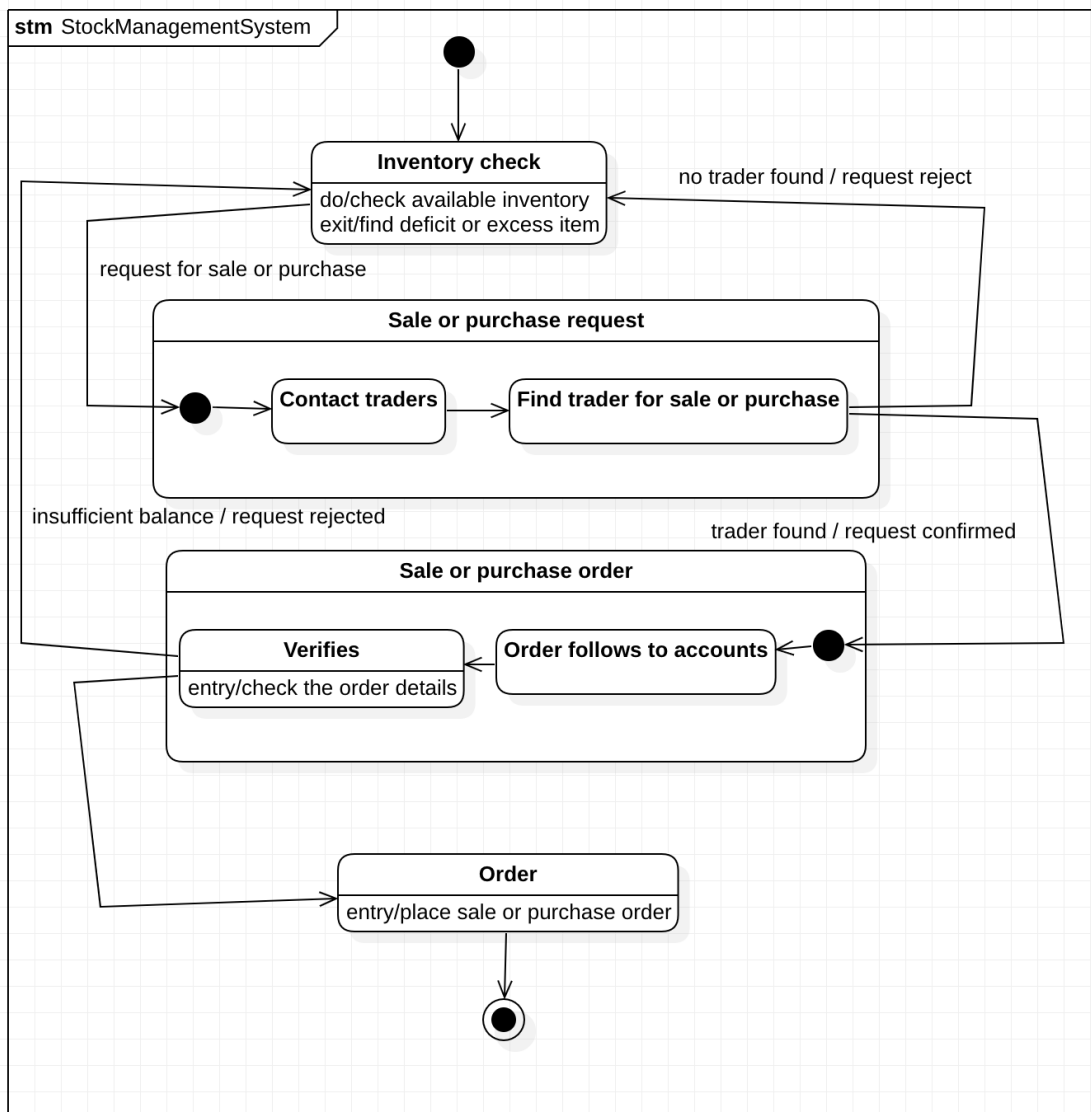 stm StockManagementSystem
Inventory check
do/check available inventory
exit/find deficit or excess item
no trader found / request reject
request for sale or purchase
Sale or purchase request
Contact traders
Find trader for sale or purchase
insufficient balance / request rejected
trader found / request confirmed
Sale or purchase order
Verifies
entry/check the order details
Order follows to accounts
Order
entry/place sale or purchase order